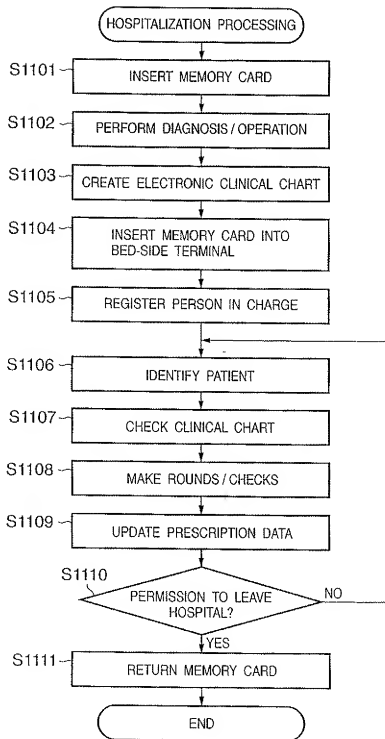 HOSPITALIZATION PROCESSING
S1101
INSERT MEMORY CARD
S1102
PERFORM DIAGNOSIS/OPERATION
S1103
CREATE ELECTRONIC CLINICAL CHART
S1104
INSERT MEMORY CARD INTO
BED-SIDE TERMINAL
S1105
REGISTER PERSON IN CHARGE
S1106
IDENTIFY PATIENT
S1107
CHECK CLINICAL CHART
S1108
MAKE ROUNDS/CHECKS
S1109
UPDATE PRESCRIPTION DATA
S1110
PERMISSION TO LEAVE
HOSPITAL?
NO
YES
S1111
RETURN MEMORY CARD
END